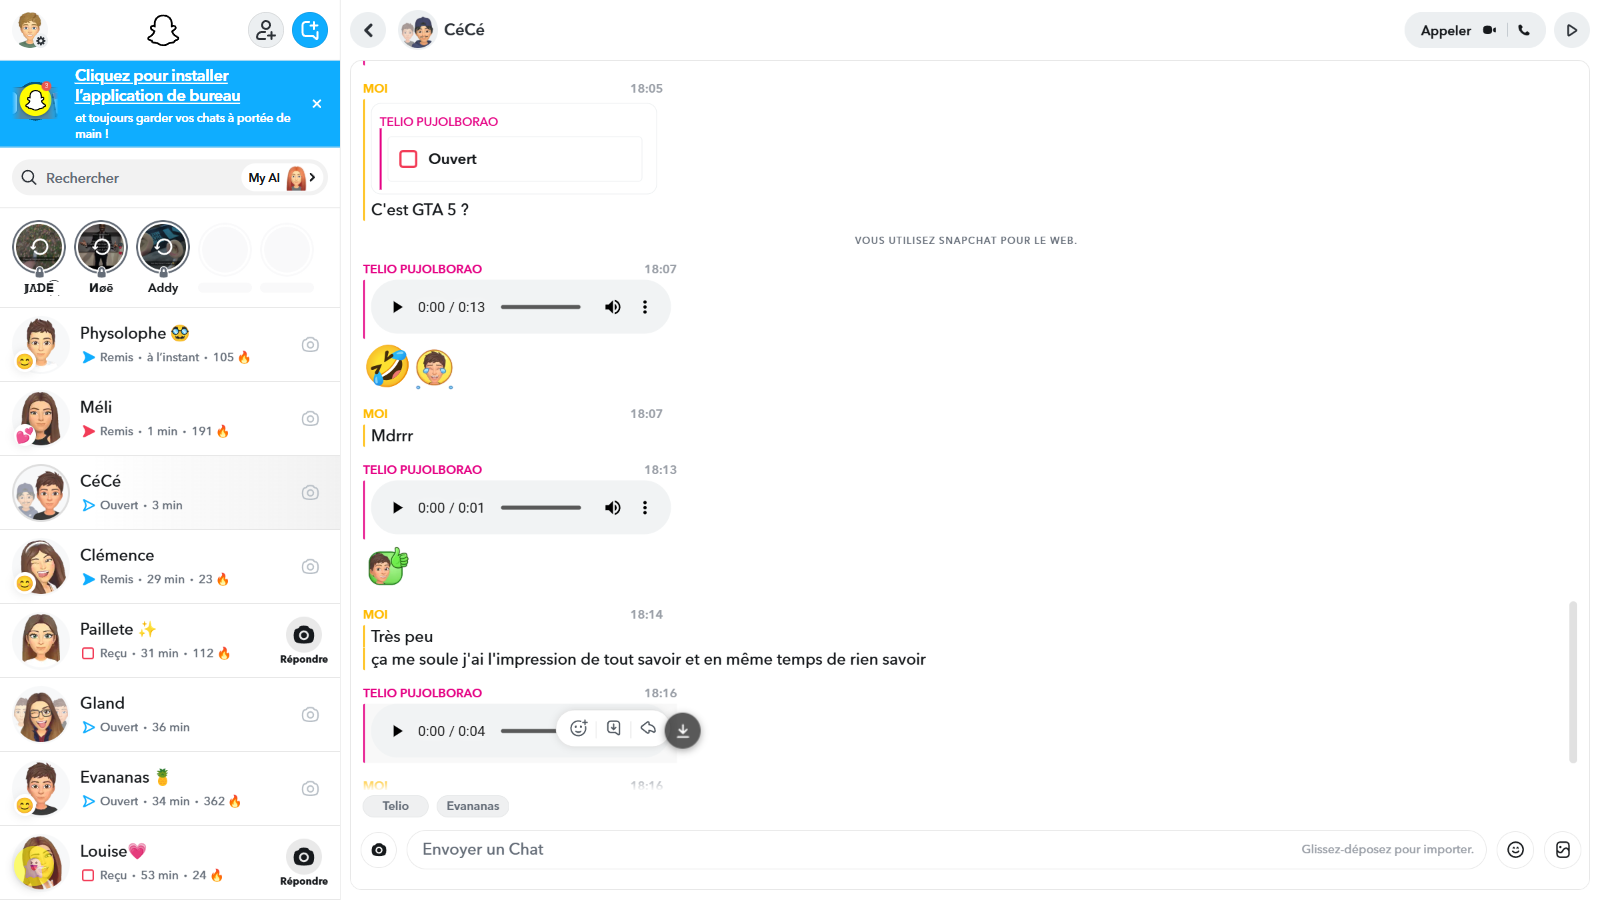 Cliquez pour installer
l'application de bureau
et toujours garder vos chats à portée de
main !
Rechercher
My AI
JΛDE
Иøē
Addy
Physolophe 🥸
Remis • à l'instant • 105 🔥
Méli
Remis • 1 min • 191 🔥
CéCé
Ouvert • 3 min
Clémence
Remis • 29 min • 23 🔥
Paillete ✨
Reçu • 31 min • 112 🔥
Répondre
Gland
Ouvert • 36 min
Evananas 🍍
Ouvert • 34 min • 362 🔥
Louise💗
Reçu • 53 min • 24 🔥
Répondre
CéCé
Appeler
MOI 18:05
TELIO PUJOLBORAO
Ouvert
C'est GTA 5 ?
VOUS UTILISEZ SNAPCHAT POUR LE WEB.
TELIO PUJOLBORAO 18:07
0:00 / 0:13
MOI 18:07
Mdrrr
TELIO PUJOLBORAO 18:13
0:00 / 0:01
MOI 18:14
Très peu
ça me soule j'ai l'impression de tout savoir et en même temps de rien savoir
TELIO PUJOLBORAO 18:16
0:00 / 0:04
MOI 18:16
Telio Evananas
Envoyer un Chat
Glissez-déposez pour importer.